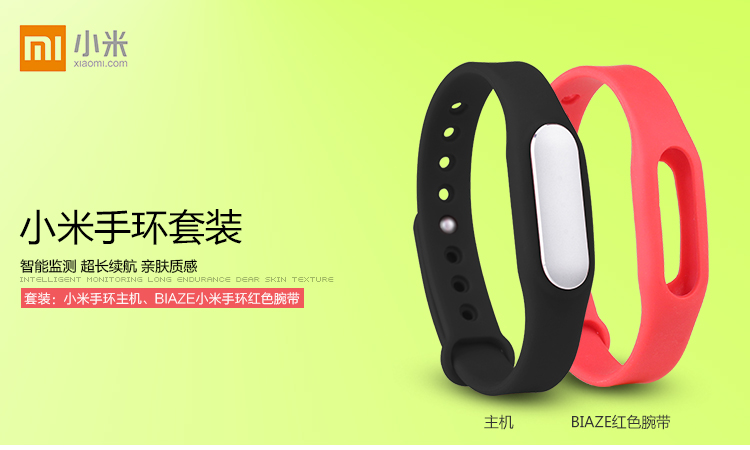 mi 小米
xiaomi.com
小米手环套装
智能监测 超长续航 亲肤质感
INTELLIGENT MONITORING LONG ENDURANCE DEAR SKIN TEXTURE
套装：小米手环主机、BIAZE小米手环红色腕带
主机
BIAZE红色腕带